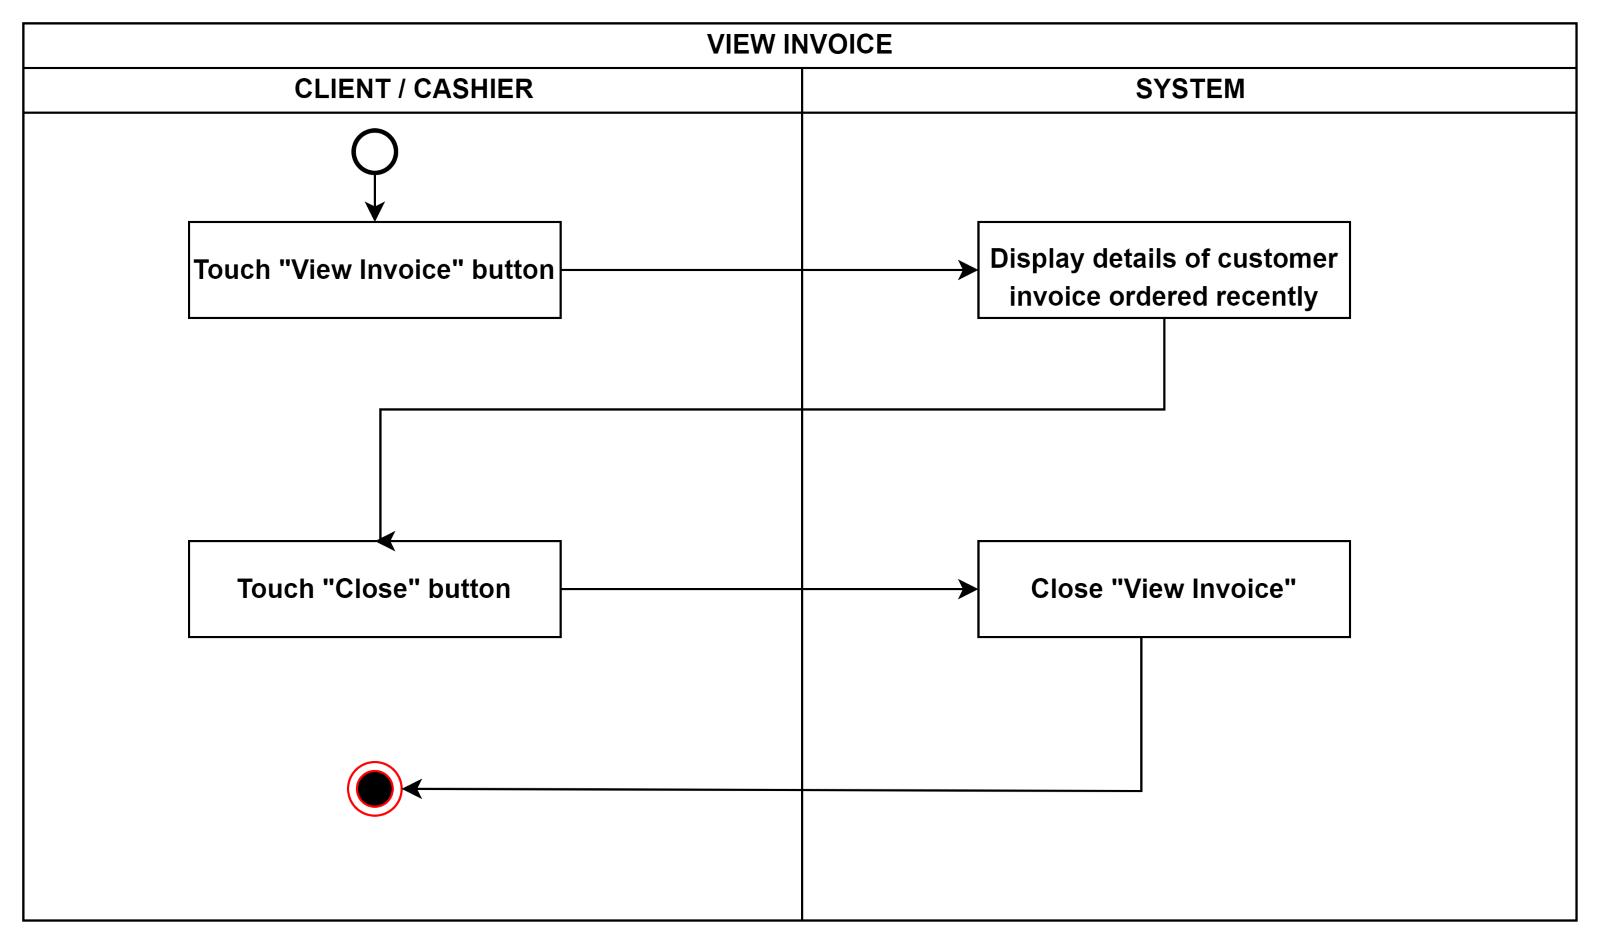 VIEW INVOICE
CLIENT / CASHIER
SYSTEM
Touch "View Invoice" button
Display details of customer
invoice ordered recently
Touch "Close" button
Close "View Invoice"